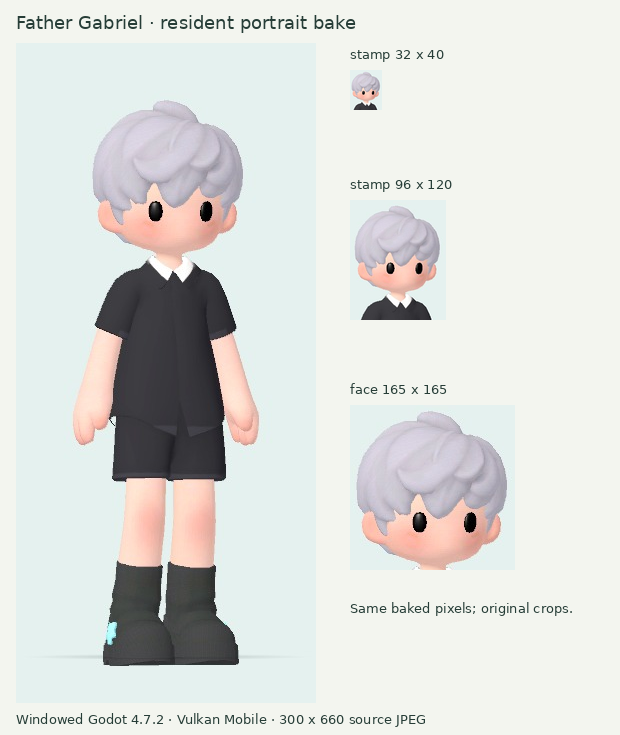 Father Gabriel · resident portrait bake
stamp 32 x 40
stamp 96 x 120
face 165 x 165
Same baked pixels; original crops.
Windowed Godot 4.7.2 · Vulkan Mobile · 300 x 660 source JPEG